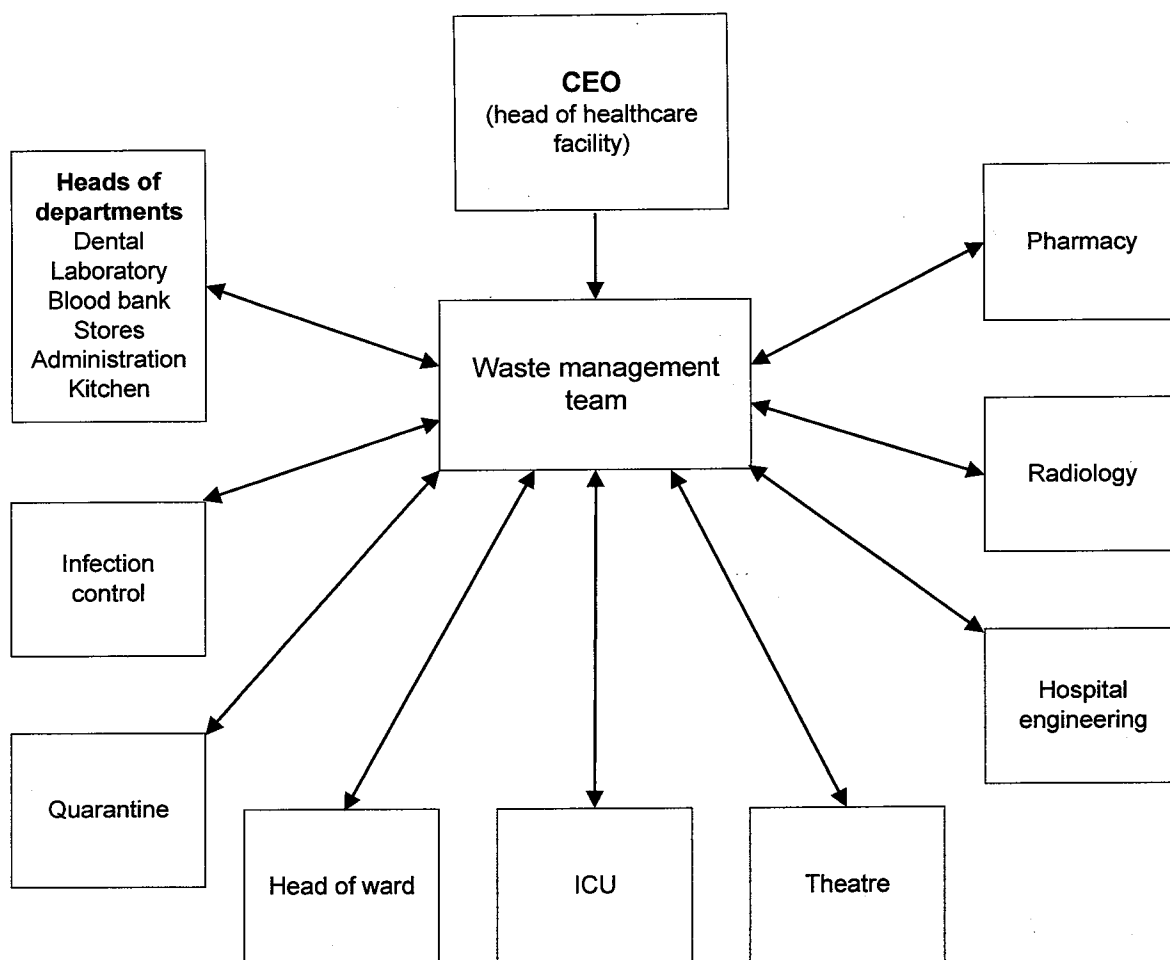 CEO
(head of healthcare
facility)
Heads of
departments
Dental
Laboratory
Blood bank
Stores
Administration
Kitchen
Pharmacy
Waste management
team
Radiology
Infection
control
Hospital
engineering
Quarantine
Head of ward
ICU
Theatre